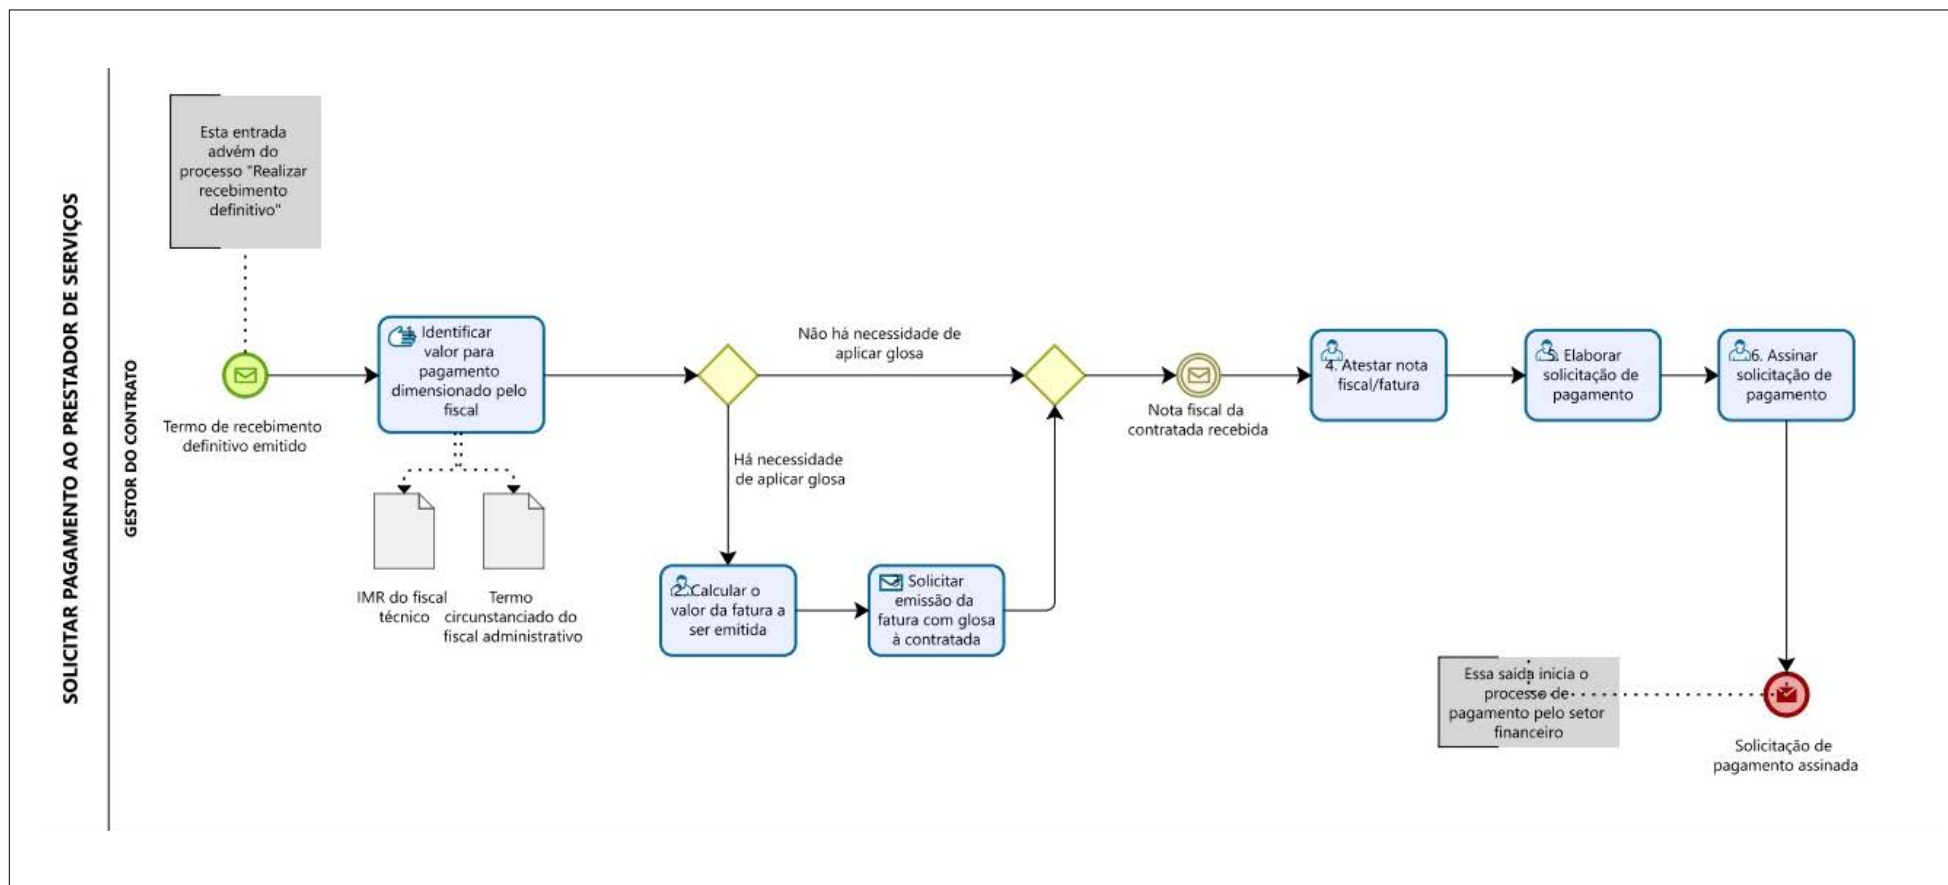 SOLICITAR PAGAMENTO AO PRESTADOR DE SERVIÇOS
GESTOR DO CONTRATO
Esta entrada
advém do
processo "Realizar
recebimento
definitivo"
Termo de recebimento
definitivo emitido
Identificar
valor para
pagamento
dimensionado pelo
fiscal
IMR do fiscal
técnico
Termo
circunstanciado do
fiscal administrativo
Não há necessidade de
aplicar glosa
Há necessidade
de aplicar glosa
2. Calcular o
valor da fatura a
ser emitida
3. Solicitar
emissão da
fatura com glosa
à contratada
Nota fiscal da
contratada recebida
4. Atestar nota
fiscal/fatura
5. Elaborar
solicitação de
pagamento
6. Assinar
solicitação de
pagamento
Essa saída inicia o
processo de
pagamento pelo setor
financeiro
Solicitação de
pagamento assinada